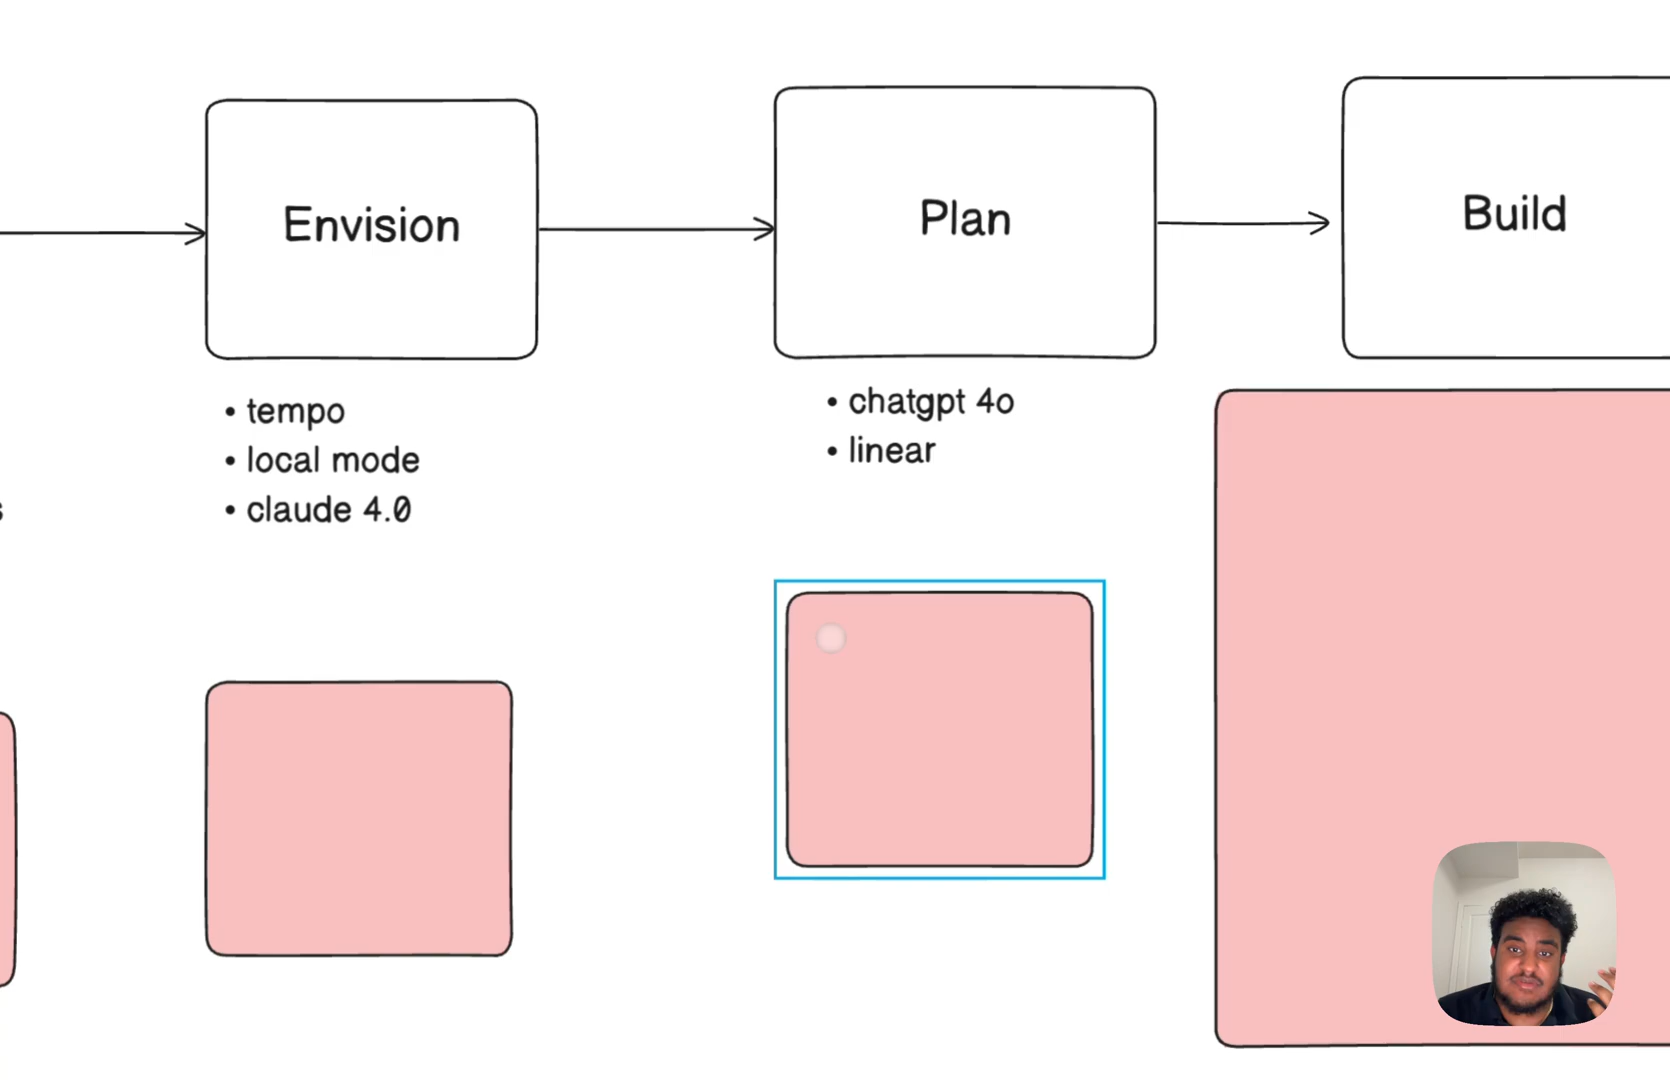 Envision
Plan
Build
• tempo
• local mode
• claude 4.0
• chatgpt 4o
• linear